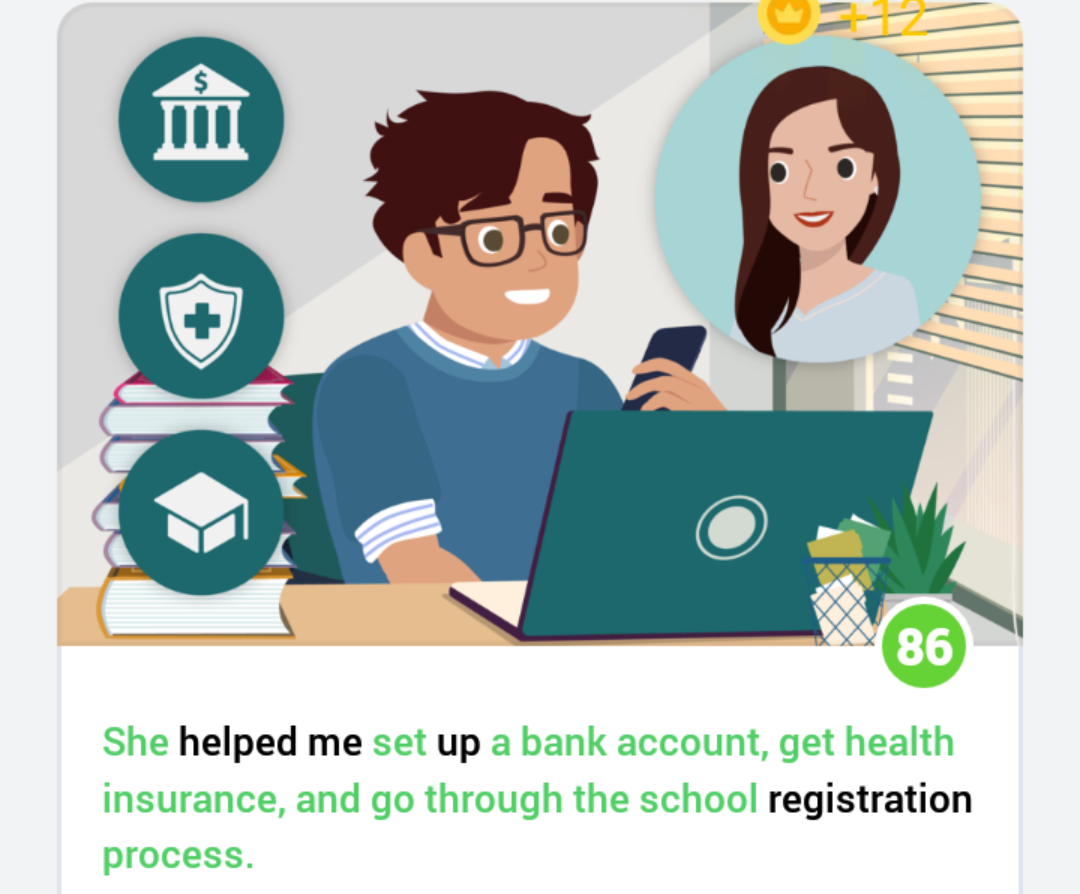 +12
$
86
She helped me set up a bank account, get health
insurance, and go through the school registration
process.